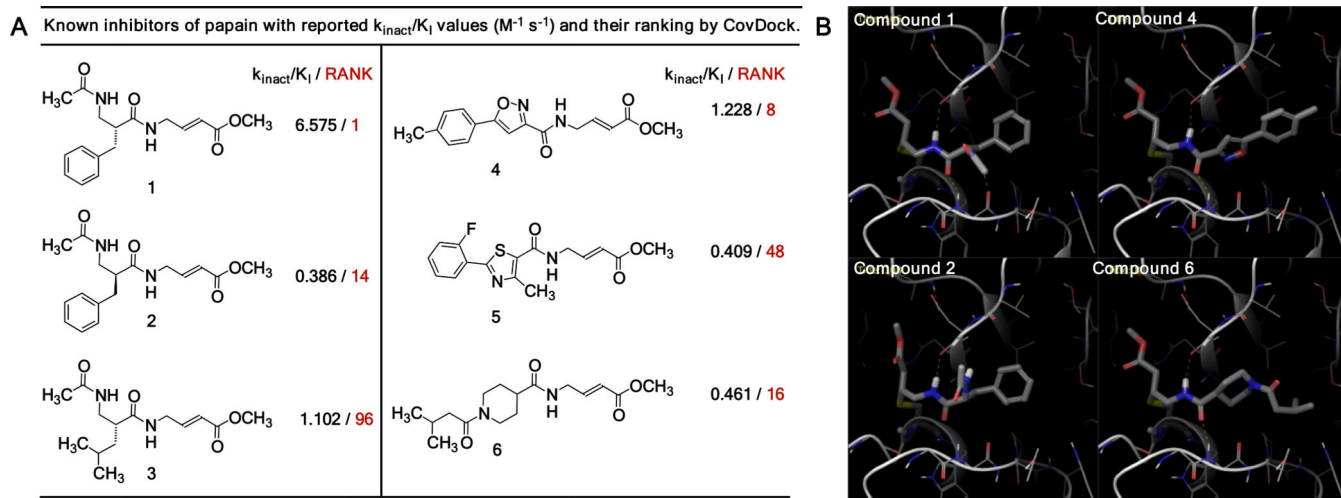 A
Known inhibitors of papain with reported kinact/KI values (M-1 s-1) and their ranking by CovDock.
kinact/KI / RANK
O
H3C
NH
O
N
H
O
OCH3
6.575 / 1
1
O
H3C
NH
O
N
H
O
OCH3
0.386 / 14
2
O
H3C
NH
O
N
H
O
OCH3
1.102 / 96
H3C
CH3
3
kinact/KI / RANK
O
N
H
N
O
OCH3
H3C
O
1.228 / 8
4
F
S
O
N
H
O
OCH3
N
CH3
0.409 / 48
5
O
N
H
O
OCH3
H3C
N
CH3
O
0.461 / 16
6
B
Compound 1
Compound 4
Compound 2
Compound 6